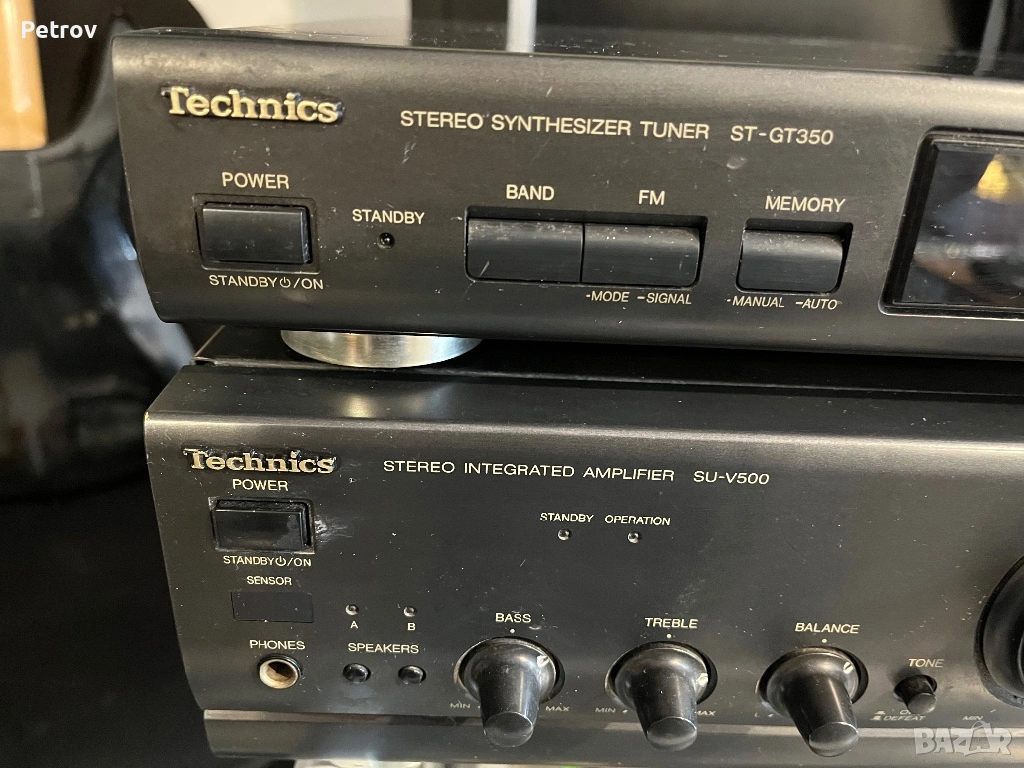 Petrov
Technics
STEREO SYNTHESIZER TUNER ST-GT350
POWER
STANDBY
BAND
FM
MEMORY
STANDBY⏻/ON
-MODE -SIGNAL
-MANUAL -AUTO
Technics
STEREO INTEGRATED AMPLIFIER SU-V500
POWER
STANDBY OPERATION
STANDBY⏻/ON
SENSOR
A B
PHONES
SPEAKERS
BASS
TREBLE
BALANCE
TONE
MIN MAX
MIN MAX
L
DEFEAT
MIN
BAZAR